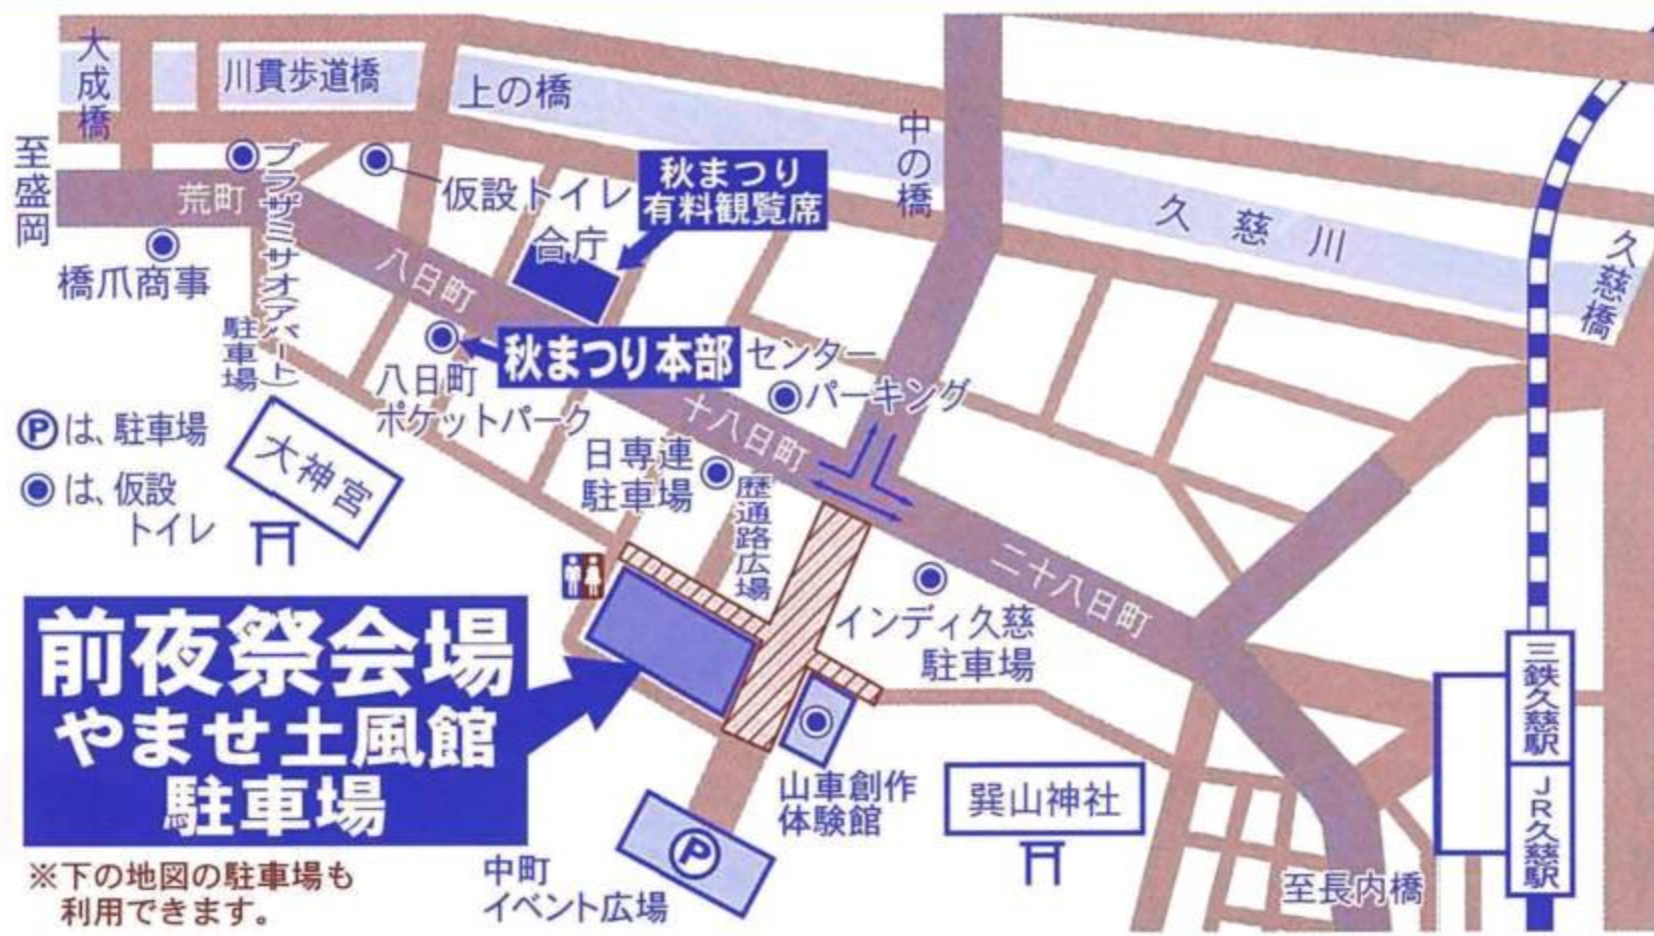 大成橋
川貫歩道橋
上の橋
中の橋
久慈川
久慈橋
至盛岡
荒町
プラザミサオ(アパート)
駐車場
仮設トイレ
合庁
秋まつり
有料観覧席
橋爪商事
八日町
八日町
ポケットパーク
秋まつり本部
センター
パーキング
十八日町
日専連
駐車場
歴通路広場
Pは、駐車場
◉は、仮設
トイレ
大神宮
二十八日町
インディ久慈
駐車場
前夜祭会場
やませ土風館
駐車場
※下の地図の駐車場も
利用できます。
山車創作
体験館
P
中町
イベント広場
巽山神社
至長内橋
三鉄久慈駅
JR久慈駅